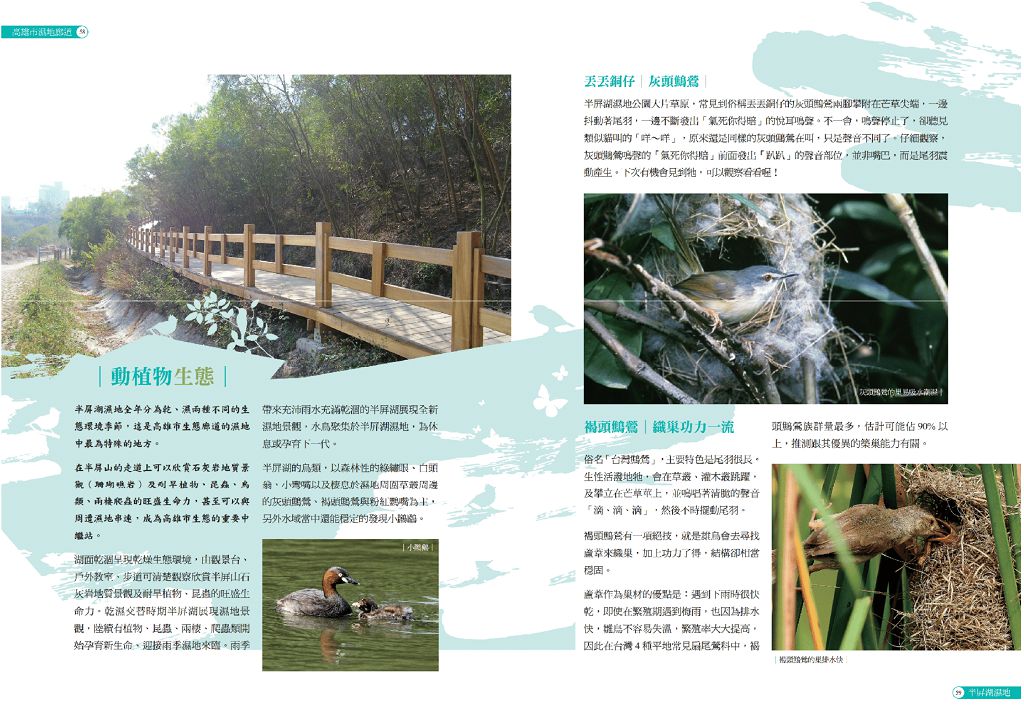 高雄市濕地廊道 58
｜動植物生態｜
半屏湖濕地全年分為乾、濕兩種不同的生
態環境季節，這是高雄市生態廊道的濕地
中最為特殊的地方。
在半屏山的走道上可以欣賞石灰岩地質景
觀（珊瑚礁岩）及耐旱植物、昆蟲、鳥
類、兩棲爬蟲的旺盛生命力，甚至可以與
周遭濕地串連，成為高雄市生態的重要中
繼站。
湖面乾涸呈現乾燥生態環境，由觀景台、
戶外教室、步道可清楚觀察欣賞半屏山石
灰岩地質景觀及耐旱植物、昆蟲的旺盛生
命力。乾濕交替時期半屏湖展現濕地景
觀，陸續有植物、昆蟲、兩棲、爬蟲類開
始孕育新生命、迎接雨季濕地來臨。雨季
帶來充沛雨水充滿乾涸的半屏湖展現全新
濕地景觀，水鳥聚集於半屏湖濕地，為休
息或孕育下一代。
半屏湖的鳥類，以森林性的綠繡眼、白頭
翁、小彎嘴以及棲息於濕地周圍草叢周邊
的灰頭鷦鶯、褐頭鷦鶯與粉紅鸚嘴為主，
另外水域當中還能穩定的發現小鸊鷉。
｜小鸊鷉｜
丟丟銅仔｜灰頭鷦鶯｜
半屏湖濕地公園大片草原，常見到俗稱丟丟銅仔的灰頭鷦鶯兩腳攀附在芒草尖端，一邊
抖動著尾羽，一邊不斷發出「氣死你得賠」的悅耳鳴聲。不一會，鳴聲停止了，卻聽見
類似貓叫的「咩～咩」，原來還是同樣的灰頭鷦鶯在叫，只是聲音不同了。仔細觀察，
灰頭鷦鶯鳴聲的「氣死你得賠」前面發出『趴趴」的聲音部位，並非嘴巴，而是尾羽震
動產生。下次有機會見到牠，可以觀察看看喔！
灰頭鷦鶯的巢易吸水潮濕｜
褐頭鷦鶯｜織巢功力一流
俗名「台灣鷦鶯」，主要特色是尾羽很長。
生性活潑地牠，會在草叢、灌木叢跳躍，
及攀立在芒草莖上，並鳴唱著清脆的聲音
「滴、滴、滴」，然後不時擺動尾羽。
褐頭鷦鶯有一項絕技，就是雄鳥會去尋找
蘆葦來織巢，加上功力了得，結構卻相當
穩固。
蘆葦作為巢材的優點是：遇到下雨時很快
乾，即使在繁殖期遇到梅雨，也因為排水
快，雛鳥不容易失溫，繁殖率大大提高，
因此在台灣 4 種平地常見扇尾鶯科中，褐
頭鷦鶯族群量最多，估計可能佔 90% 以
上，推測跟其優異的築巢能力有關。
｜褐頭鷦鶯的巢排水快
59 半屏湖濕地